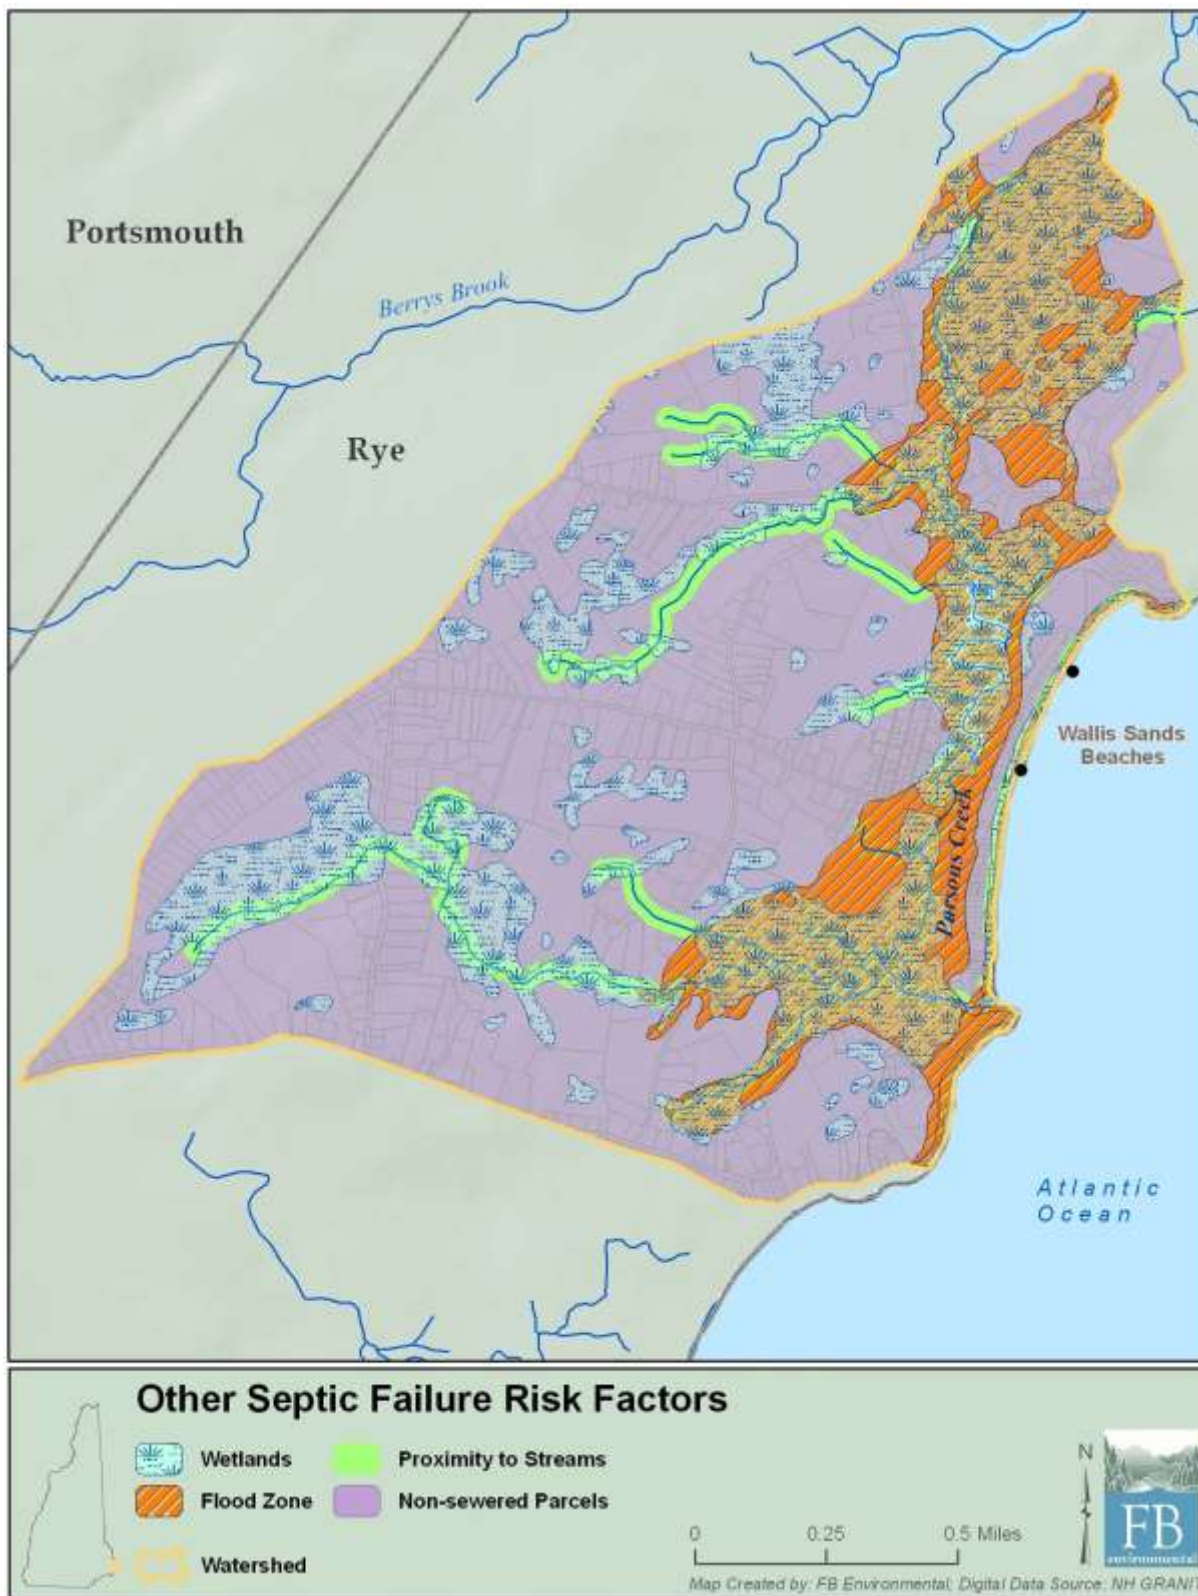 Portsmouth
Berrys Brook
Rye
Wallis Sands
Beaches
Parsons Creek
Atlantic
Ocean
Other Septic Failure Risk Factors
Wetlands
Proximity to Streams
Flood Zone
Non-sewered Parcels
Watershed
0 0.25 0.5 Miles
N
FB
environmental
Map Created by: FB Environmental; Digital Data Source: NH GRANIT